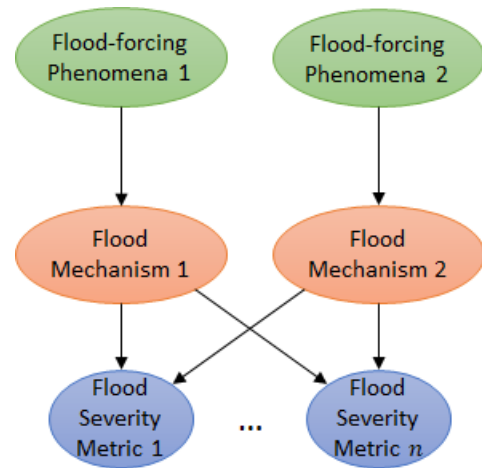 Flood-forcing
Phenomena 1
Flood-forcing
Phenomena 2
Flood
Mechanism 1
Flood
Mechanism 2
Flood
Severity
Metric 1
...
Flood
Severity
Metric n